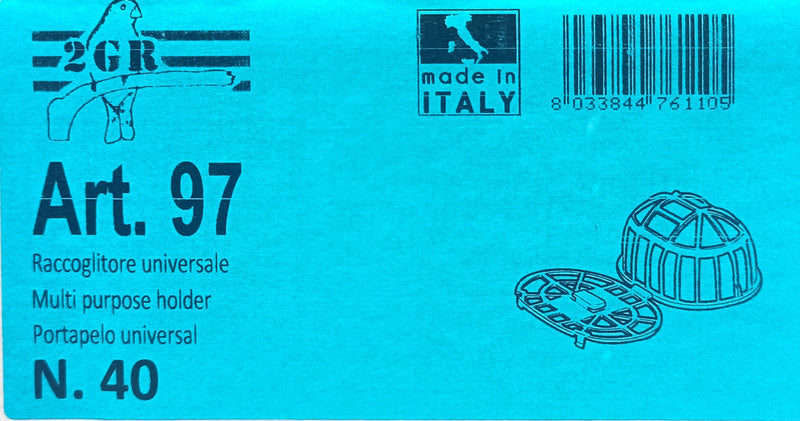 2GR
made in
iTALY
8 033844 761105
Art. 97
Raccoglitore universale
Multi purpose holder
Portapelo universal
N. 40